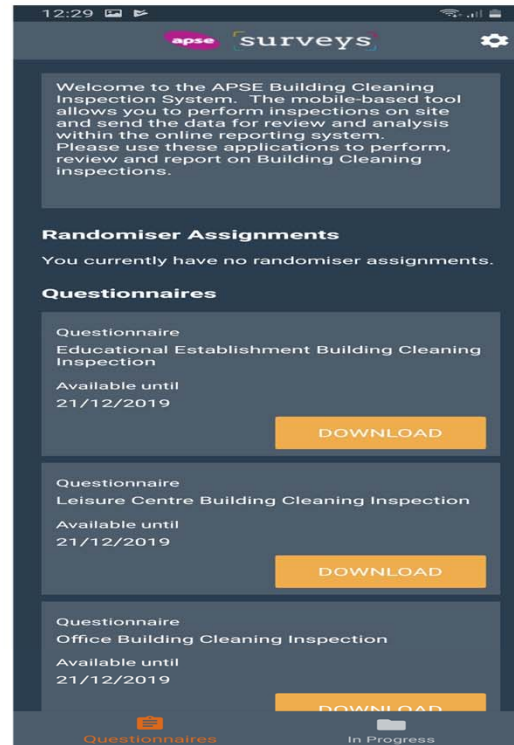 12:29
apse surveys
Welcome to the APSE Building Cleaning
Inspection System. The mobile-based tool
allows you to perform inspections on site
and send the data for review and analysis
within the online reporting system.
Please use these applications to perform,
review and report on Building Cleaning
inspections.
Randomiser Assignments
You currently have no randomiser assignments.
Questionnaires
Questionnaire
Educational Establishment Building Cleaning
Inspection
Available until
21/12/2019
DOWNLOAD
Questionnaire
Leisure Centre Building Cleaning Inspection
Available until
21/12/2019
DOWNLOAD
Questionnaire
Office Building Cleaning Inspection
Available until
21/12/2019
DOWNLOAD
Questionnaires
In Progress